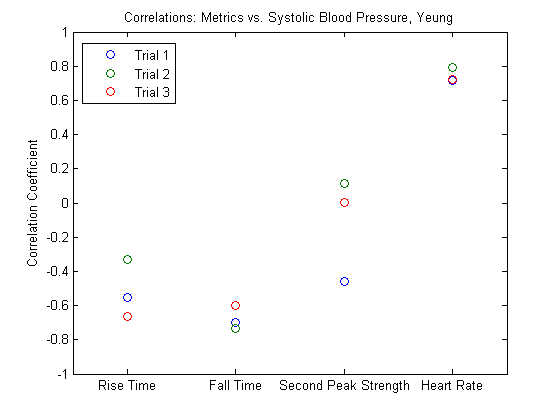 Correlations: Metrics vs. Systolic Blood Pressure, Yeung
1
0.8
0.6
0.4
0.2
0
-0.2
-0.4
-0.6
-0.8
-1
Correlation Coefficient
Trial 1
Trial 2
Trial 3
Rise Time Fall Time Second Peak Strength Heart Rate